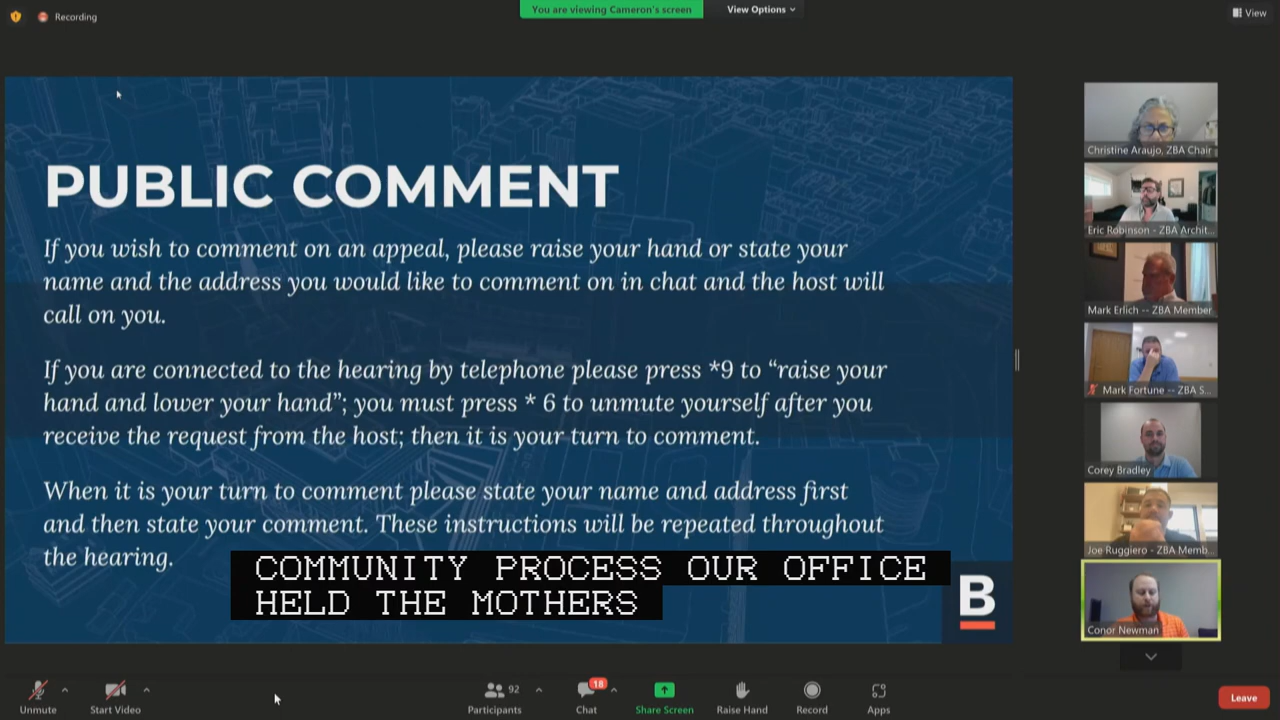 Recording
You are viewing Cameron's screen
View Options
View
PUBLIC COMMENT
If you wish to comment on an appeal, please raise your hand or state your
name and the address you would like to comment on in chat and the host will
call on you.
If you are connected to the hearing by telephone please press *9 to “raise your
hand and lower your hand”; you must press * 6 to unmute yourself after you
receive the request from the host; then it is your turn to comment.
When it is your turn to comment please state your name and address first
and then state your comment. These instructions will be repeated throughout
the hearing.
COMMUNITY PROCESS OUR OFFICE
HELD THE MOTHERS
B
Christine Araujo, ZBA Chair
Eric Robinson - ZBA Archit...
Mark Erlich -- ZBA Member
Mark Fortune -- ZBA S...
Corey Bradley
Joe Ruggiero - ZBA Memb...
Conor Newman
Unmute
Start Video
Participants
92
Chat
18
Share Screen
Raise Hand
Record
Apps
Leave